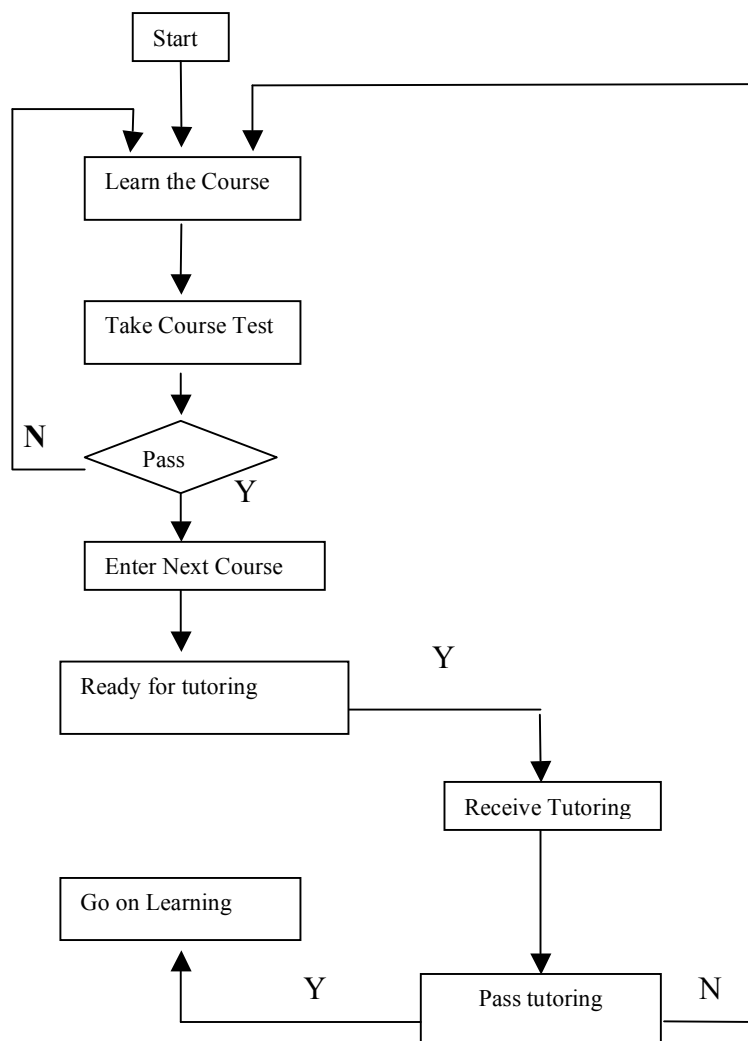 Start
Learn the Course
Take Course Test
N
Pass
Y
Enter Next Course
Y
Ready for tutoring
Receive Tutoring
Go on Learning
Y
Pass tutoring
N